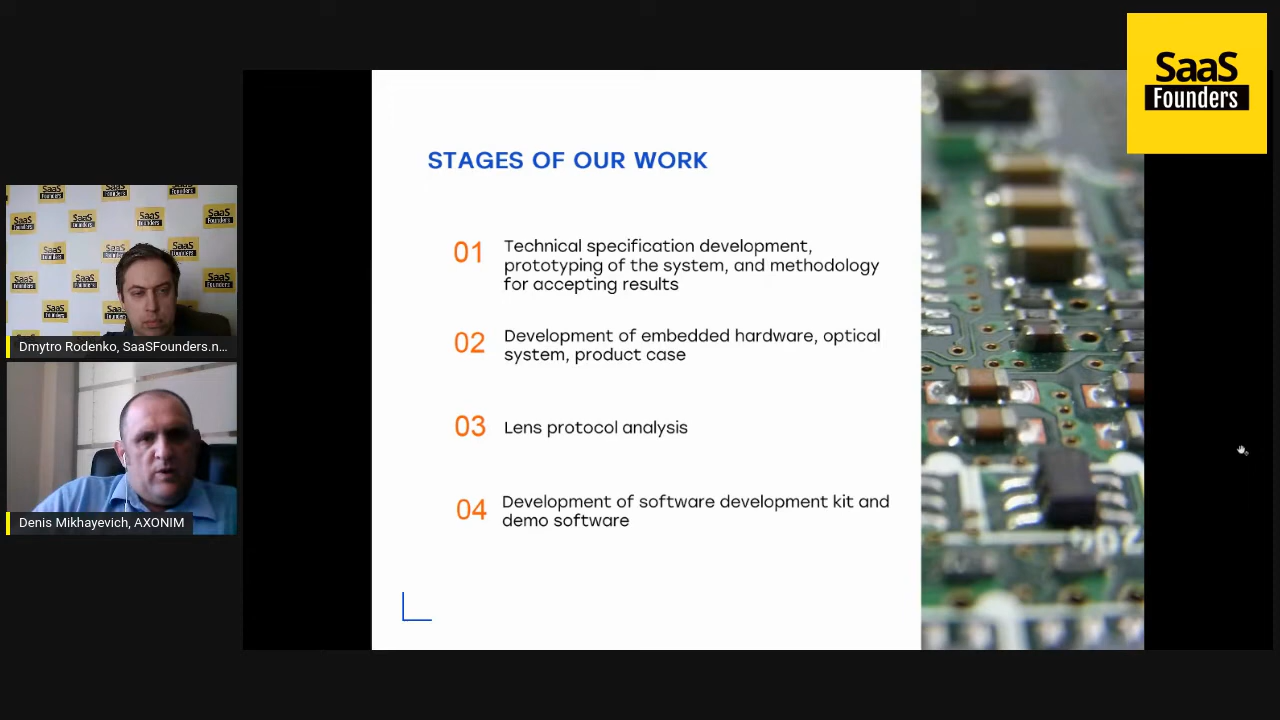 SaaS
Founders
STAGES OF OUR WORK
01
Technical specification development,
prototyping of the system, and methodology
for accepting results
02
Development of embedded hardware, optical
system, product case
03
Lens protocol analysis
04
Development of software development kit and
demo software
Dmytro Rodenko, SaaSFounders.n...
Denis Mikhayevich, AXONIM